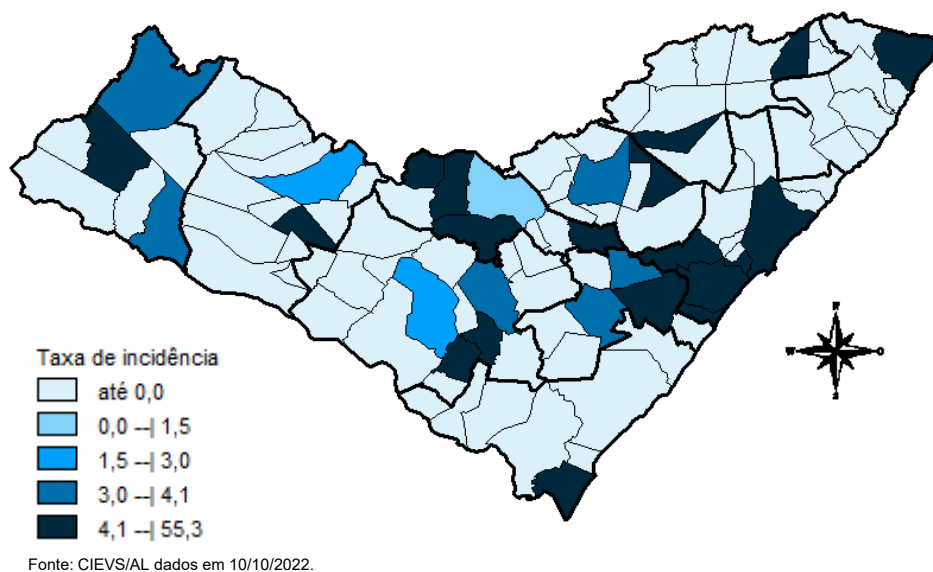 Taxa de incidência
até 0,0
0,0 --| 1,5
1,5 --| 3,0
3,0 --| 4,1
4,1 --| 55,3
W
O
S
Fonte: CIEVS/AL dados em 10/10/2022.